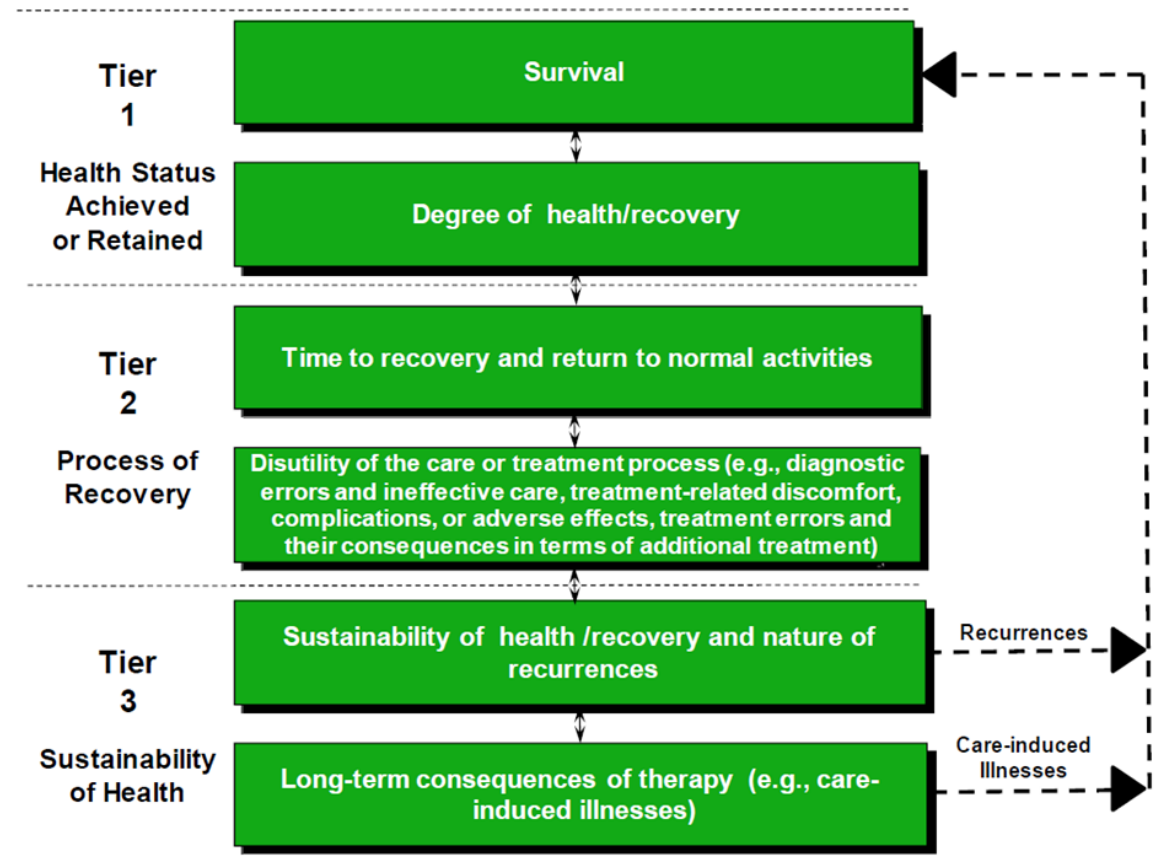 Tier
1
Health Status
Achieved
or Retained
Survival
Degree of health/recovery
Tier
2
Process of
Recovery
Time to recovery and return to normal activities
Disutility of the care or treatment process (e.g., diagnostic
errors and ineffective care, treatment-related discomfort,
complications, or adverse effects, treatment errors and
their consequences in terms of additional treatment)
Tier
3
Sustainability
of Health
Sustainability of health /recovery and nature of
recurrences
Recurrences
Long-term consequences of therapy (e.g., care-
induced illnesses)
Care-induced
Illnesses